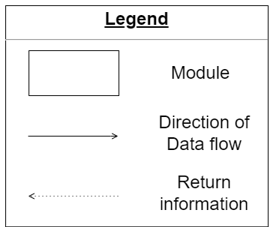 Legend
Module
Direction of
Data flow
Return
information